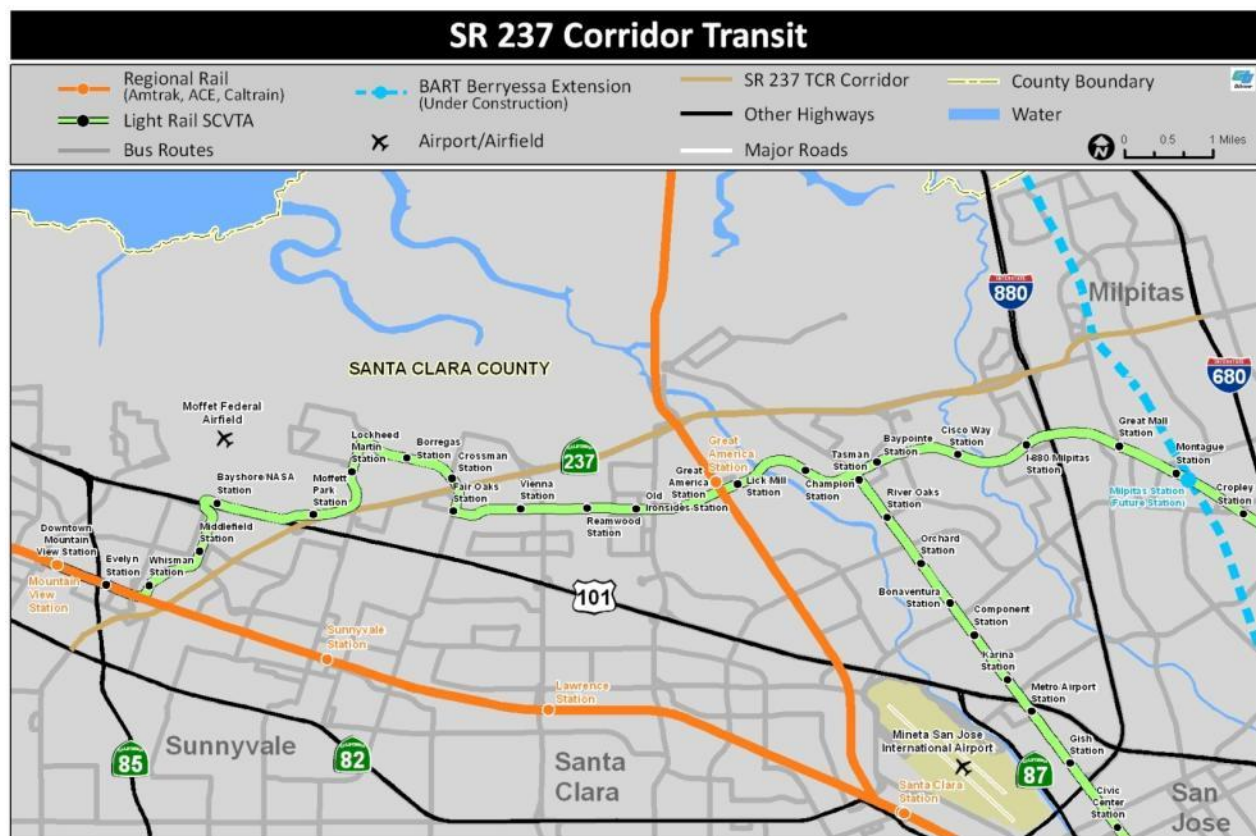 SR 237 Corridor Transit
Regional Rail
(Amtrak, ACE, Caltrain)
Light Rail SCVTA
Bus Routes
BART Berryessa Extension
(Under Construction)
Airport/Airfield
SR 237 TCR Corridor
Other Highways
Major Roads
County Boundary
Water
N
0 0.5 1 Miles
INTERSTATE
880
Milpitas
INTERSTATE
680
SANTA CLARA COUNTY
Moffet Federal
Airfield
Lockheed
Martin
Station
Borregas
Station
Crossman
Station
CALIFORNIA
237
Great
America
Station
Tasman
Station
Baypointe
Station
Cisco Way
Station
I-880 Milpitas
Station
Great Mall
Station
Montague
Station
Bayshore NASA
Station
Moffett
Park
Station
Fair Oaks
Station
Vienna
Station
Reamwood
Station
Old
Ironsides Station
Great
America
Station
Lick Mill
Station
Champion
Station
River Oaks
Station
Milpitas Station
(Future Station)
Cropley
Station
Downtown
Mountain
View Station
Middlefield
Station
Evelyn
Station
Whisman
Station
Mountain
View
Station
Orchard
Station
Bonaventura
Station
Component
Station
101
Sunnyvale
Station
Karina
Station
Lawrence
Station
Metro/Airport
Station
Sunnyvale
CALIFORNIA
85
CALIFORNIA
82
Santa
Clara
Mineta San Jose
International Airport
Gish
Station
CALIFORNIA
87
Santa Clara
Station
Civic
Center
Station
San
Jose